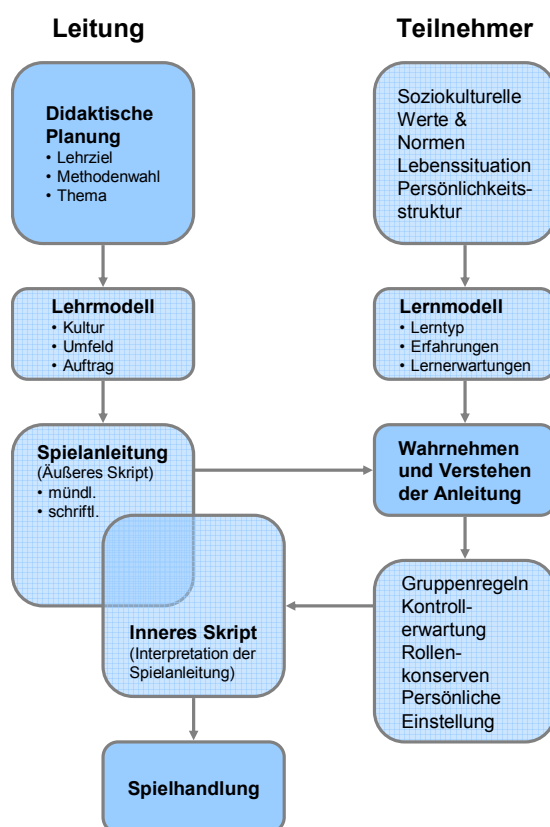 Leitung
Teilnehmer
Didaktische
Planung
• Lehrziel
• Methodenwahl
• Thema
Soziokulturelle
Werte &
Normen
Lebenssituation
Persönlichkeits-
struktur
Lehrmodell
• Kultur
• Umfeld
• Auftrag
Lernmodell
• Lerntyp
• Erfahrungen
• Lernerwartungen
Spielanleitung
(Äußeres Skript)
• mündl.
• schriftl.
Wahrnehmen
und Verstehen
der Anleitung
Inneres Skript
(Interpretation der
Spielanleitung)
Gruppenregeln
Kontroll-
erwartung
Rollen-
konserven
Persönliche
Einstellung
Spielhandlung